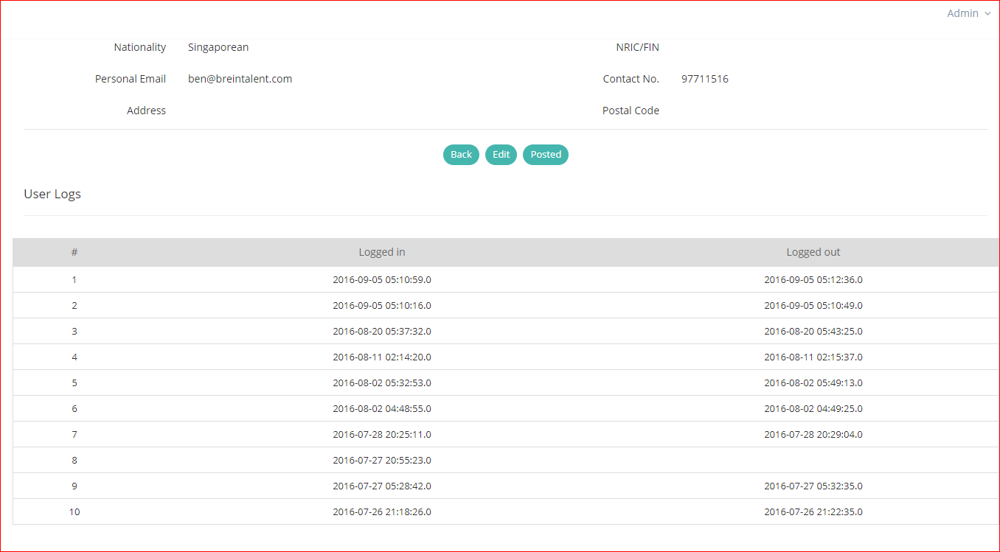 Admin
Nationality Singaporean NRIC/FIN
Personal Email ben@breintalent.com Contact No. 97711516
Address Postal Code
Back Edit Posted
User Logs
# Logged in Logged out
1 2016-09-05 05:10:59.0 2016-09-05 05:12:36.0
2 2016-09-05 05:10:16.0 2016-09-05 05:10:49.0
3 2016-08-20 05:37:32.0 2016-08-20 05:43:25.0
4 2016-08-11 02:14:20.0 2016-08-11 02:15:37.0
5 2016-08-02 05:32:53.0 2016-08-02 05:49:13.0
6 2016-08-02 04:48:55.0 2016-08-02 04:49:25.0
7 2016-07-28 20:25:11.0 2016-07-28 20:29:04.0
8 2016-07-27 20:55:23.0
9 2016-07-27 05:28:42.0 2016-07-27 05:32:35.0
10 2016-07-26 21:18:26.0 2016-07-26 21:22:35.0